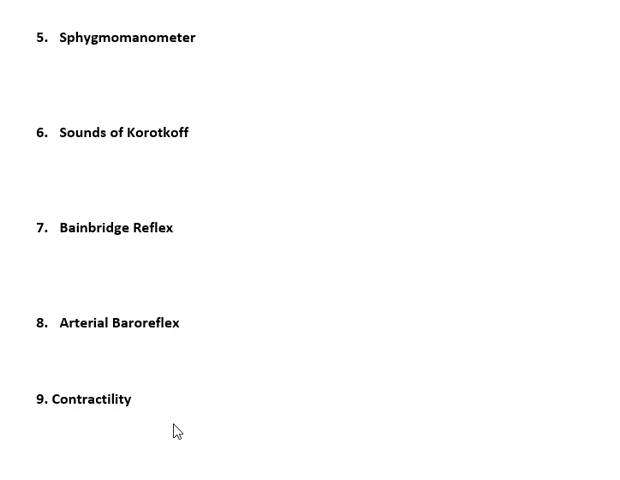 5. Sphygmomanometer
6. Sounds of Korotkoff
7. Bainbridge Reflex
8. Arterial Baroreflex
9. Contractility